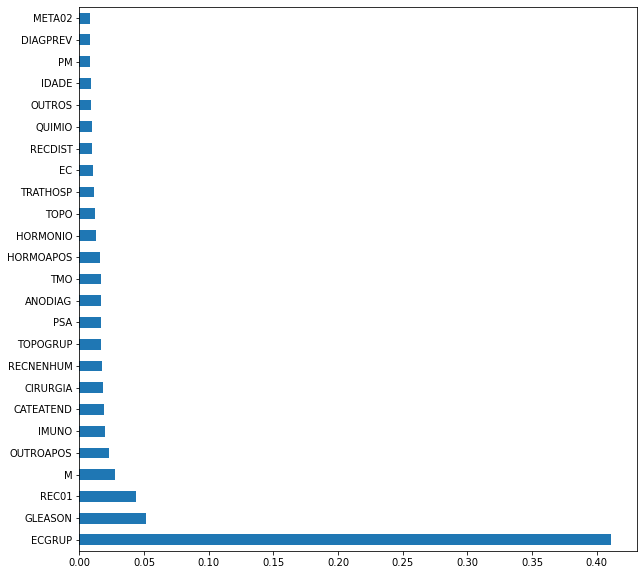 META02
DIAGPREV
PM
IDADE
OUTROS
QUIMIO
RECDIST
EC
TRATHOSP
TOPO
HORMONIO
HORMOAPOS
TMO
ANODIAG
PSA
TOPOGRUP
RECNENHUM
CIRURGIA
CATEATEND
IMUNO
OUTROAPOS
M
REC01
GLEASON
ECGRUP
0.00 0.05 0.10 0.15 0.20 0.25 0.30 0.35 0.40